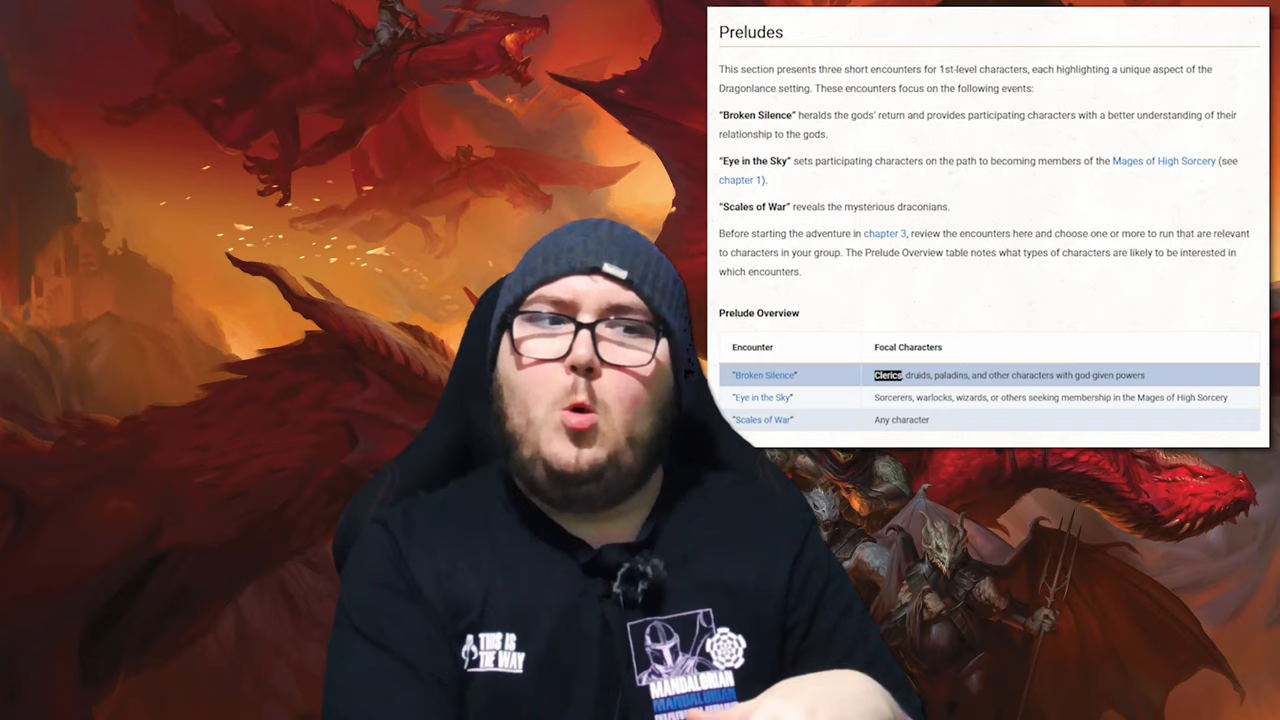 Preludes
This section presents three short encounters for 1st-level characters, each highlighting a unique aspect of the
Dragonlance setting. These encounters focus on the following events:
“Broken Silence” heralds the gods’ return and provides participating characters with a better understanding of their
relationship to the gods.
“Eye in the Sky” sets participating characters on the path to becoming members of the Mages of High Sorcery (see
chapter 1).
“Scales of War” reveals the mysterious draconians.
Before starting the adventure in chapter 3, review the encounters here and choose one or more to run that are relevant
to characters in your group. The Prelude Overview table notes what types of characters are likely to be interested in
which encounters.
Prelude Overview
Encounter Focal Characters
“Broken Silence” Clerics, druids, paladins, and other characters with god-given powers
“Eye in the Sky” Sorcerers, warlocks, wizards, or others seeking membership in the Mages of High Sorcery
“Scales of War” Any character
THIS IS
THE WAY
MANDALORIAN
MANDALORIAN